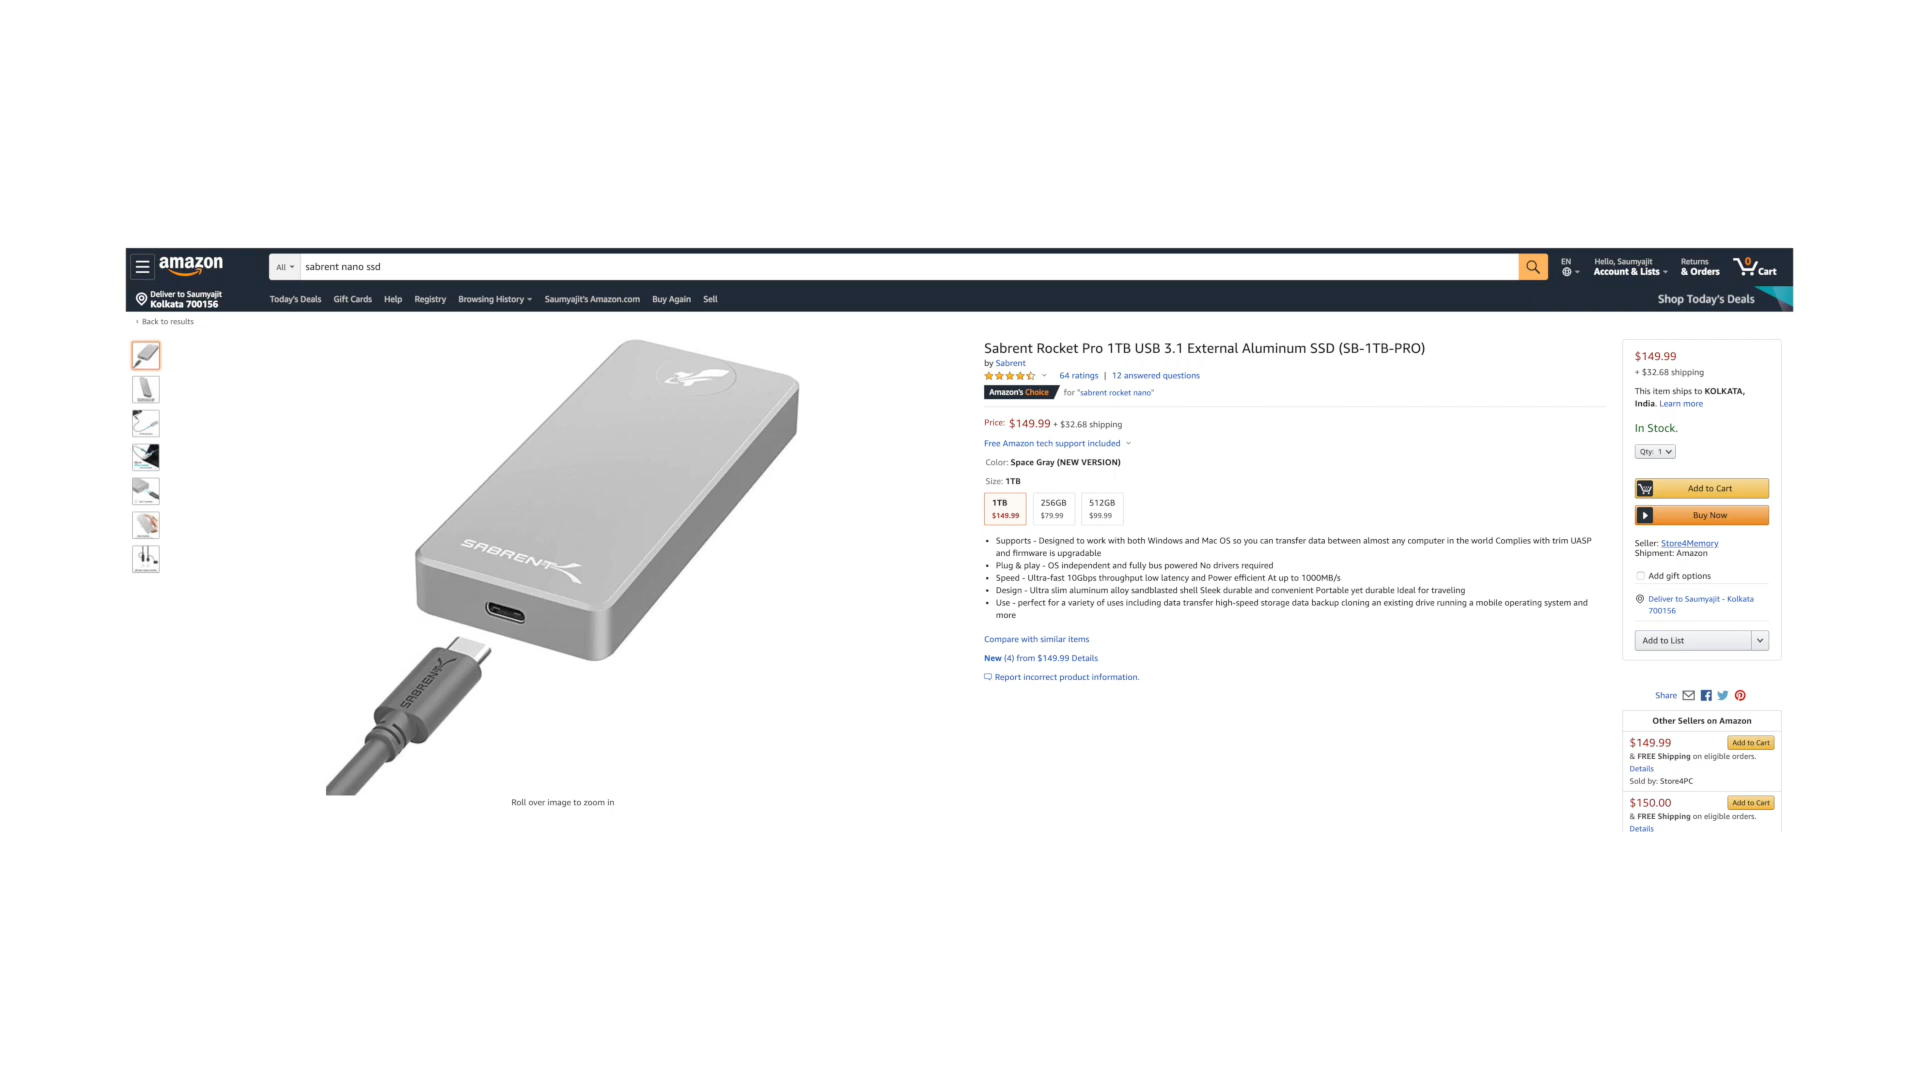 amazon
All
sabrent nano ssd
EN
Hello, Saumyajit
Account & Lists
Returns
& Orders
0
Cart
Deliver to Saumyajit
Kolkata 700156
Today's Deals
Gift Cards
Help
Registry
Browsing History
Saumyajit's Amazon.com
Buy Again
Sell
Shop Today's Deals
‹ Back to results
SABRENT
SABRENT
Roll over image to zoom in
Sabrent Rocket Pro 1TB USB 3.1 External Aluminum SSD (SB-1TB-PRO)
by Sabrent
64 ratings | 12 answered questions
Amazon's Choice for "sabrent rocket nano"
Price: $149.99 + $32.68 shipping
Free Amazon tech support included
Color: Space Gray (NEW VERSION)
Size: 1TB
1TB
$149.99
256GB
$79.99
512GB
$99.99
• Supports - Designed to work with both Windows and Mac OS so you can transfer data between almost any computer in the world Complies with trim UASP
and firmware is upgradable
• Plug & play - OS independent and fully bus powered No drivers required
• Speed - Ultra-fast 10Gbps throughput low latency and Power efficient At up to 1000MB/s
• Design - Ultra slim aluminum alloy sandblasted shell Sleek durable and convenient Portable yet durable Ideal for traveling
• Use - perfect for a variety of uses including data transfer high-speed storage data backup cloning an existing drive running a mobile operating system and
more
Compare with similar items
New (4) from $149.99 Details
Report incorrect product information.
$149.99
+ $32.68 shipping
This item ships to KOLKATA,
India. Learn more
In Stock.
Qty: 1
Add to Cart
Buy Now
Seller: Store4Memory
Shipment: Amazon
Add gift options
Deliver to Saumyajit - Kolkata
700156
Add to List
Share
Other Sellers on Amazon
$149.99
Add to Cart
& FREE Shipping on eligible orders.
Details
Sold by: Store4PC
$150.00
Add to Cart
& FREE Shipping on eligible orders.
Details